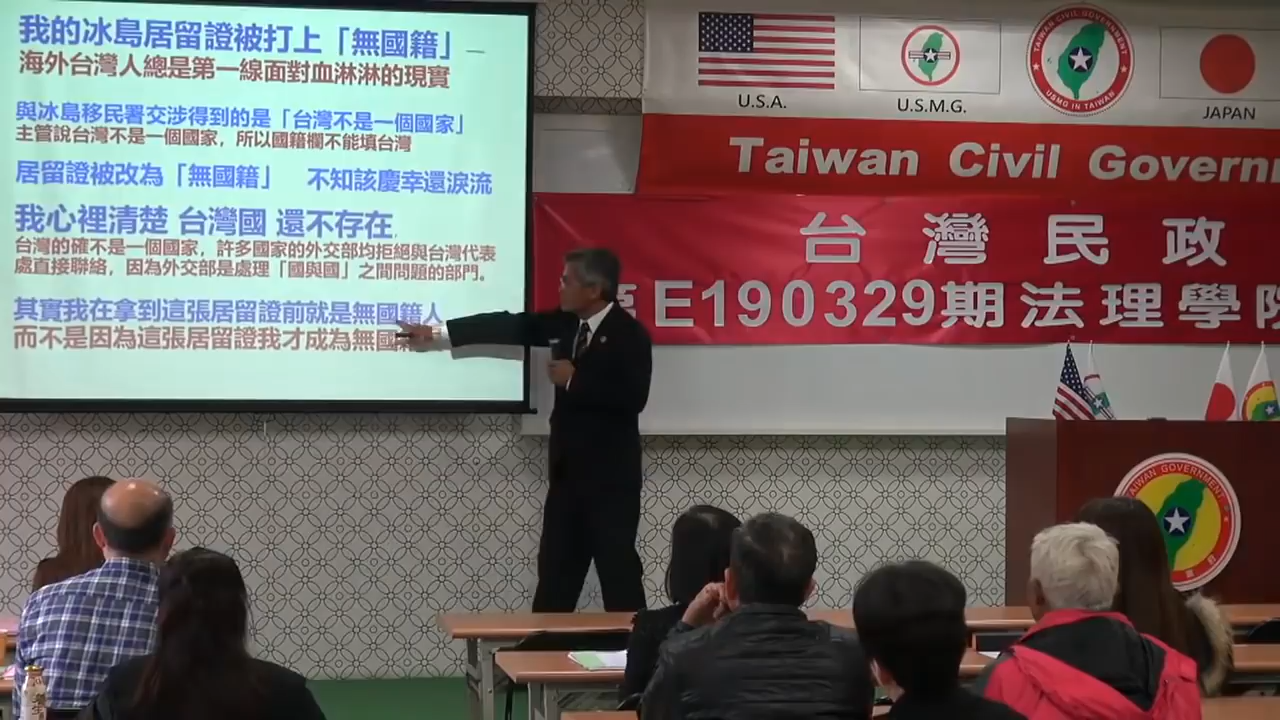 我的冰島居留證被打上「無國籍」—
海外台灣人總是第一線面對血淋淋的現實
與冰島移民署交涉得到的是「台灣不是一個國家」
主管說台灣不是一個國家，所以國籍欄不能填台灣
居留證被改為「無國籍」 不知該慶幸還淚流
我心裡清楚 台灣國 還不存在,
台灣的確不是一個國家，許多國家的外交部均拒絕與台灣代表
處直接聯絡，因為外交部是處理「國與國」之間問題的部門。
其實我在拿到這張居留證前就是無國籍人
而不是因為這張居留證我才成為無國
U.S.A.
U.S.M.G.
TAIWAN CIVIL GOVERNMENT
USMG IN TAIWAN
JAPAN
Taiwan Civil Governm
台灣民政
E190329期法理學院
TAIWAN GOVERNMENT